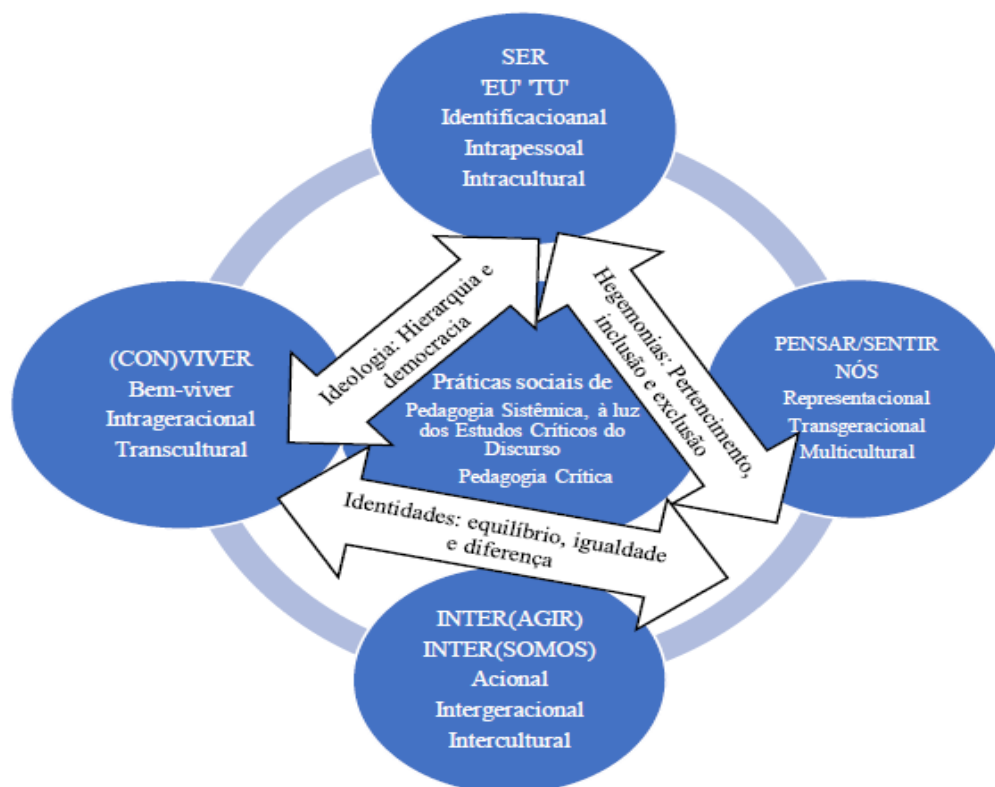 SER
'EU' 'TU'
Identificacioanal
Intrapessoal
Intracultural
Ideologia: Hierarquia e
democracia
Hegemonias: Pertencimento,
inclusão e exclusão
(CON)VIVER
Bem-viver
Intrageracional
Transcultural
Práticas sociais de
Pedagogia Sistêmica, à luz
dos Estudos Críticos do
Discurso
Pedagogia Crítica
PENSAR/SENTIR
NÓS
Representacional
Transgeracional
Multicultural
Identidades: equilíbrio, igualdade
e diferença
INTER(AGIR)
INTER(SOMOS)
Acional
Intergeracional
Intercultural